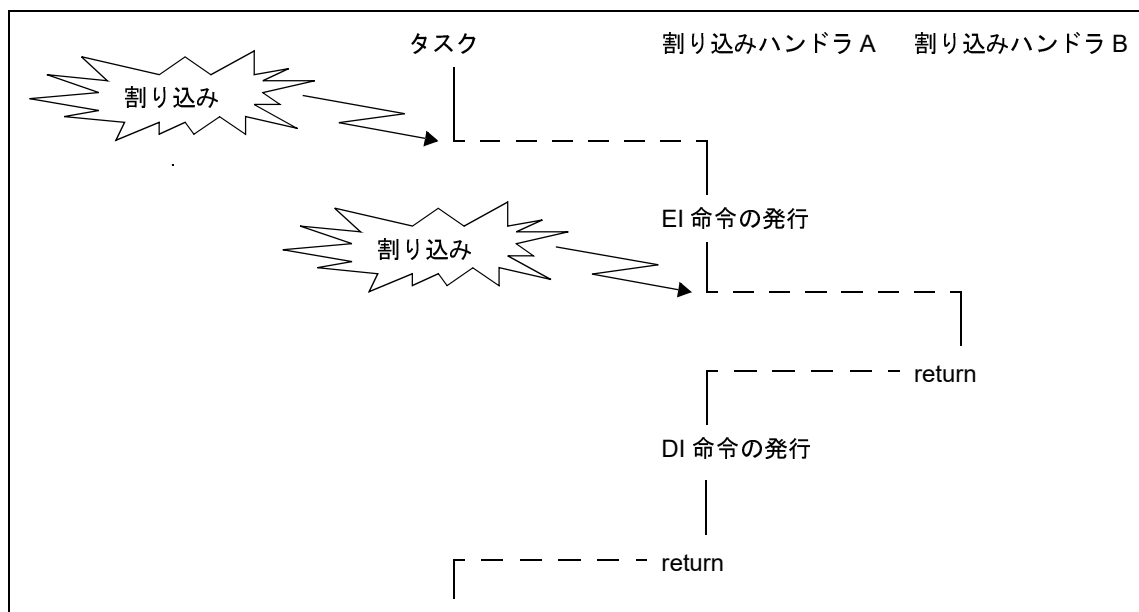 タスク 割り込みハンドラ A 割り込みハンドラ B
割り込み
EI 命令の発行
割り込み
return
DI 命令の発行
return